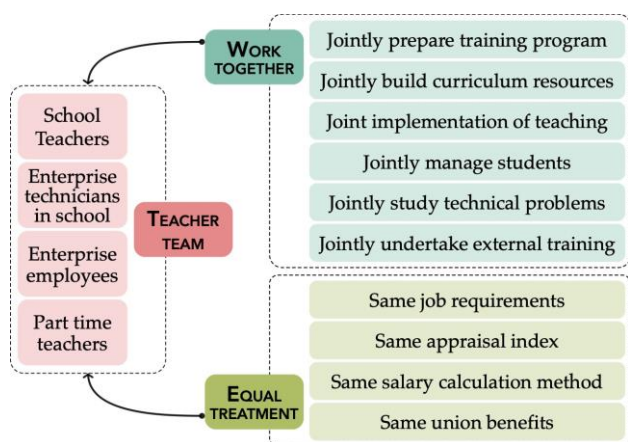 School
Teachers
Enterprise
technicians
in school
Enterprise
employees
Part time
teachers
TEACHER
TEAM
WORK
TOGETHER
Jointly prepare training program
Jointly build curriculum resources
Joint implementation of teaching
Jointly manage students
Jointly study technical problems
Jointly undertake external training
EQUAL
TREATMENT
Same job requirements
Same appraisal index
Same salary calculation method
Same union benefits